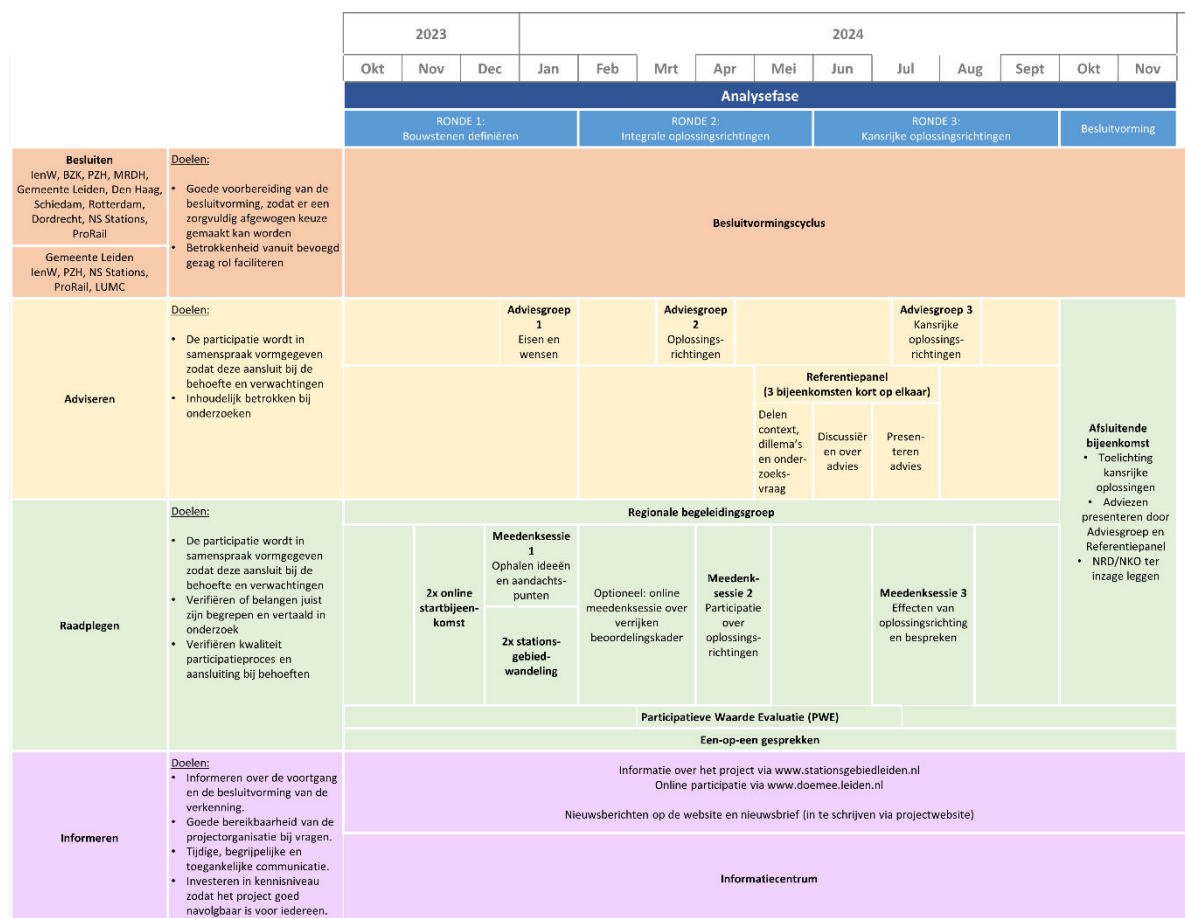 2023
2024
Okt
Nov
Dec
Jan
Feb
Mrt
Apr
Mei
Jun
Jul
Aug
Sept
Okt
Nov
Analysefase
RONDE 1:
Bouwstenen definiëren
RONDE 2:
Integrale oplossingsrichtingen
RONDE 3:
Kansrijke oplossingsrichtingen
Besluitvorming
Besluiten
IenW, BZK, PZH, MRDH,
Gemeente Leiden, Den Haag,
Schiedam, Rotterdam,
Dordrecht, NS Stations,
ProRail
Gemeente Leiden
IenW, PZH, NS Stations,
ProRail, LUMC
Doelen:
• Goede voorbereiding van de
besluitvorming, zodat er een
zorgvuldig afgewogen keuze
gemaakt kan worden
• Betrokkenheid vanuit bevoegd
gezag rol faciliteren
Besluitvormingscyclus
Adviseren
Doelen:
• De participatie wordt in
samenspraak vormgegeven
zodat deze aansluit bij de
behoefte en verwachtingen
• Inhoudelijk betrokken bij
onderzoeken
Adviesgroep
1
Eisen en
wensen
Adviesgroep
2
Oplossings-
richtingen
Adviesgroep 3
Kansrijke
oplossings-
richtingen
Referentiepanel
(3 bijeenkomsten kort op elkaar)
Delen
context,
dillema's
en onder-
zoeks-
vraag
Discussiër
en over
advies
Presen-
teren
advies
Afsluitende
bijeenkomst
• Toelichting
kansrijke
oplossingen
• Adviezen
presenteren door
Adviesgroep en
Referentiepanel
• NRD/NKO ter
inzage leggen
Raadplegen
Doelen:
• De participatie wordt in
samenspraak vormgegeven
zodat deze aansluit bij de
behoefte en verwachtingen
• Verifiëren of belangen juist
zijn begrepen en vertaald in
onderzoek
• Verifiëren kwaliteit
participatieproces en
aansluiting bij behoeften
Regionale begeleidingsgroep
2x online
startbijeen-
komst
Meedenksessie
1
Ophalen ideeën
en aandachts-
punten
2x stations-
gebied-
wandeling
Optioneel: online
meedenksessie over
verrijken
beoordelingskader
Meedenk-
sessie 2
Participatie
over
oplossings-
richtingen
Meedenksessie 3
Effecten van
oplossingsrichting
en bespreken
Participatieve Waarde Evaluatie (PWE)
Een-op-een gesprekken
Informeren
Doelen:
• Informeren over de voortgang
en de besluitvorming van de
verkenning.
• Goede bereikbaarheid van de
projectorganisatie bij vragen.
• Tijdige, begrijpelijke en
toegankelijke communicatie.
• Investeren in kennisniveau
zodat het project goed
navolgbaar is voor iedereen.
Informatie over het project via www.stationsgebiedleiden.nl
Online participatie via www.doemee.leiden.nl
Nieuwsberichten op de website en nieuwsbrief (in te schrijven via projectwebsite)
Informatiecentrum